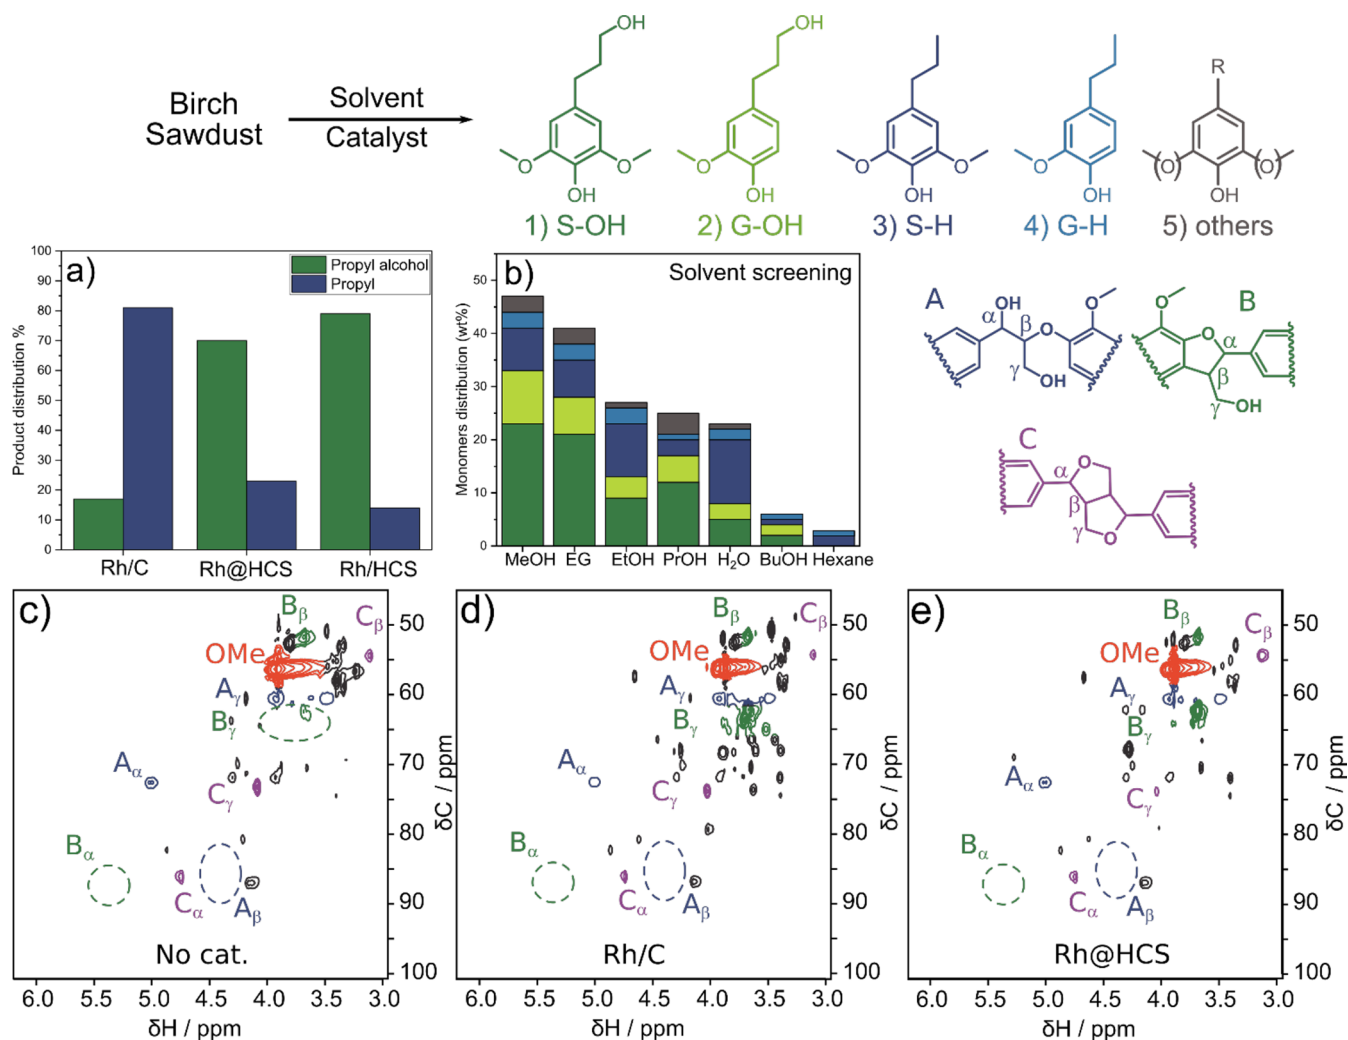 Birch
Sawdust
Solvent
Catalyst
OH
O
O
OH
1) S-OH
OH
O
OH
2) G-OH
O
O
OH
3) S-H
O
OH
4) G-H
R
(O)
(O)
OH
5) others
a)
Propyl alcohol
Propyl
Product distribution %
100
90
80
70
60
50
40
30
20
10
0
Rh/C
Rh@HCS
Rh/HCS
b)
Solvent screening
Monomers distribution (wt%)
50
40
30
20
10
0
MeOH
EG
EtOH
PrOH
H₂O
BuOH
Hexane
A
OH
α
β
O
O
γ
OH
B
O
O
α
β
γ
OH
C
O
α
β
γ
O
c)
Bβ
Cβ
OMe
Aγ
Bγ
Aα
Cγ
Bα
Cα
Aβ
No cat.
50
60
70
80
90
100
δC / ppm
6.0 5.5 5.0 4.5 4.0 3.5 3.0
δH / ppm
d)
Bβ
Cβ
OMe
Aγ
Bγ
Aα
Cγ
Bα
Cα
Aβ
Rh/C
50
60
70
80
90
100
δC / ppm
6.0 5.5 5.0 4.5 4.0 3.5 3.0
δH / ppm
e)
Bβ
Cβ
OMe
Aγ
Bγ
Aα
Cγ
Bα
Cα
Aβ
Rh@HCS
50
60
70
80
90
100
δC / ppm
6.0 5.5 5.0 4.5 4.0 3.5 3.0
δH / ppm